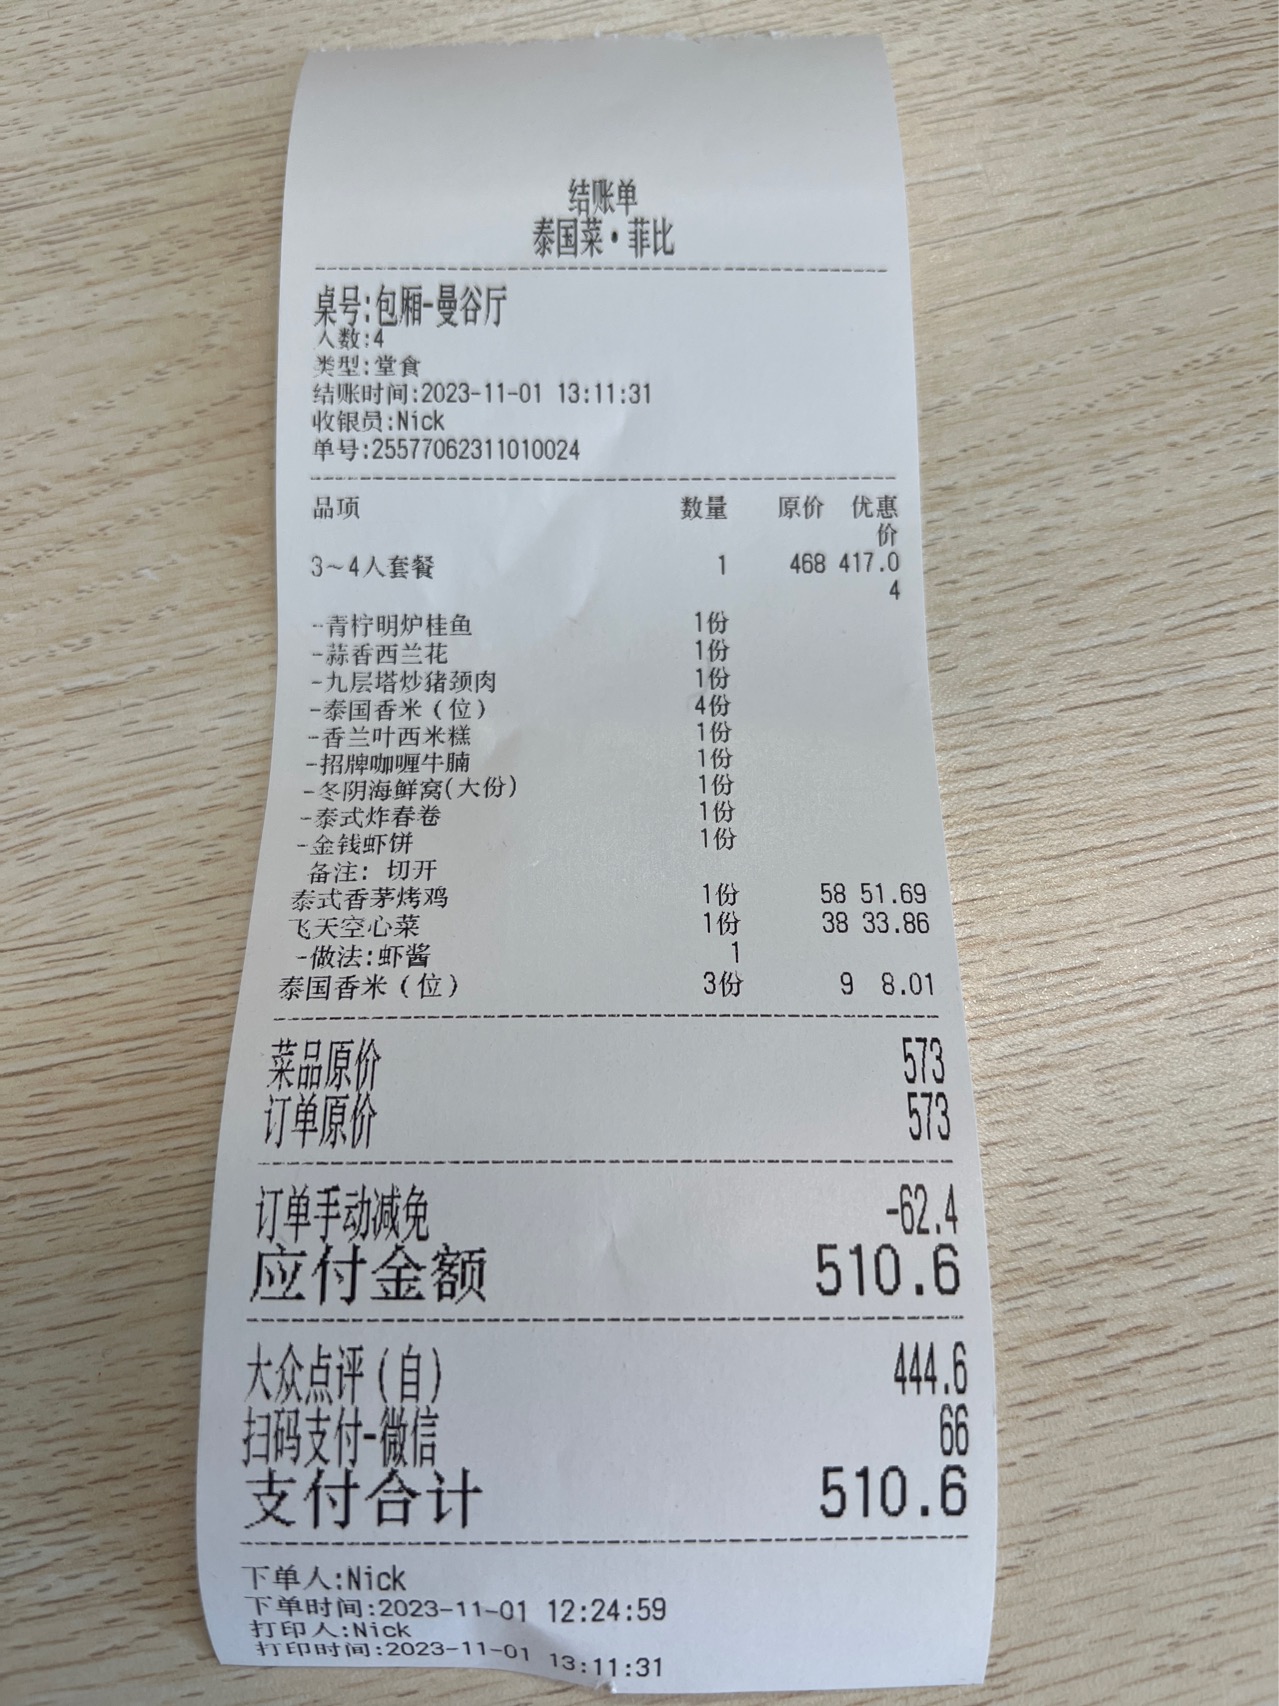 结账单
泰国菜·菲比
桌号:包厢-曼谷厅
人数:4
类型:堂食
结账时间:2023-11-01 13:11:31
收银员:Nick
单号:25577062311010024
品项 数量 原价 优惠
价
3~4人套餐 1 468 417.0
4
-青柠明炉桂鱼 1份
-蒜香西兰花 1份
-九层塔炒猪颈肉 1份
-泰国香米(位) 4份
-香兰叶西米糕 1份
-招牌咖喱牛腩 1份
-冬阴海鲜窝(大份) 1份
-泰式炸春卷 1份
-金钱虾饼 1份
备注: 切开
泰式香茅烤鸡 1份 58 51.69
飞天空心菜 1份 38 33.86
-做法:虾酱 1
泰国香米(位) 3份 9 8.01
菜品原价 573
订单原价 573
订单手动减免 -62.4
应付金额 510.6
大众点评(自) 444.6
扫码支付-微信 66
支付合计 510.6
下单人:Nick
下单时间:2023-11-01 12:24:59
打印人:Nick
打印时间:2023-11-01 13:11:31